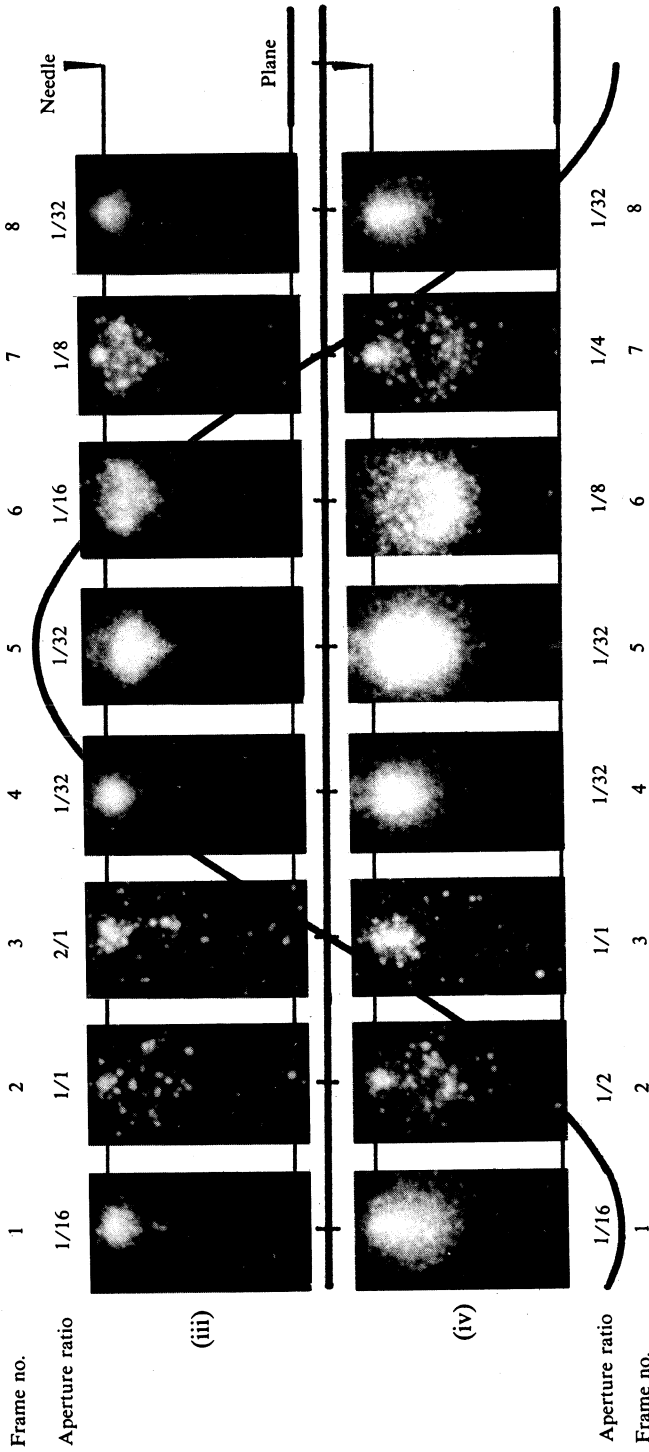 Frame no. 1 2 3 4 5 6 7 8
Aperture ratio 1/16 1/1 2/1 1/32 1/32 1/16 1/8 1/32
Needle
(iii)
Plane
(iv)
Aperture ratio 1/16 1/2 1/1 1/32 1/32 1/8 1/4 1/32
Frame no. 1 2 3 4 5 6 7 8